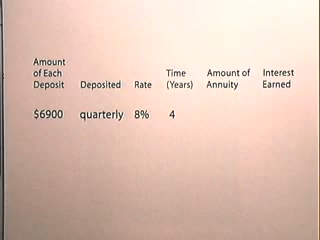 Amount
of Each
Deposit Deposited Rate Time
(Years) Amount of
Annuity Interest
Earned
$6900 quarterly 8% 4